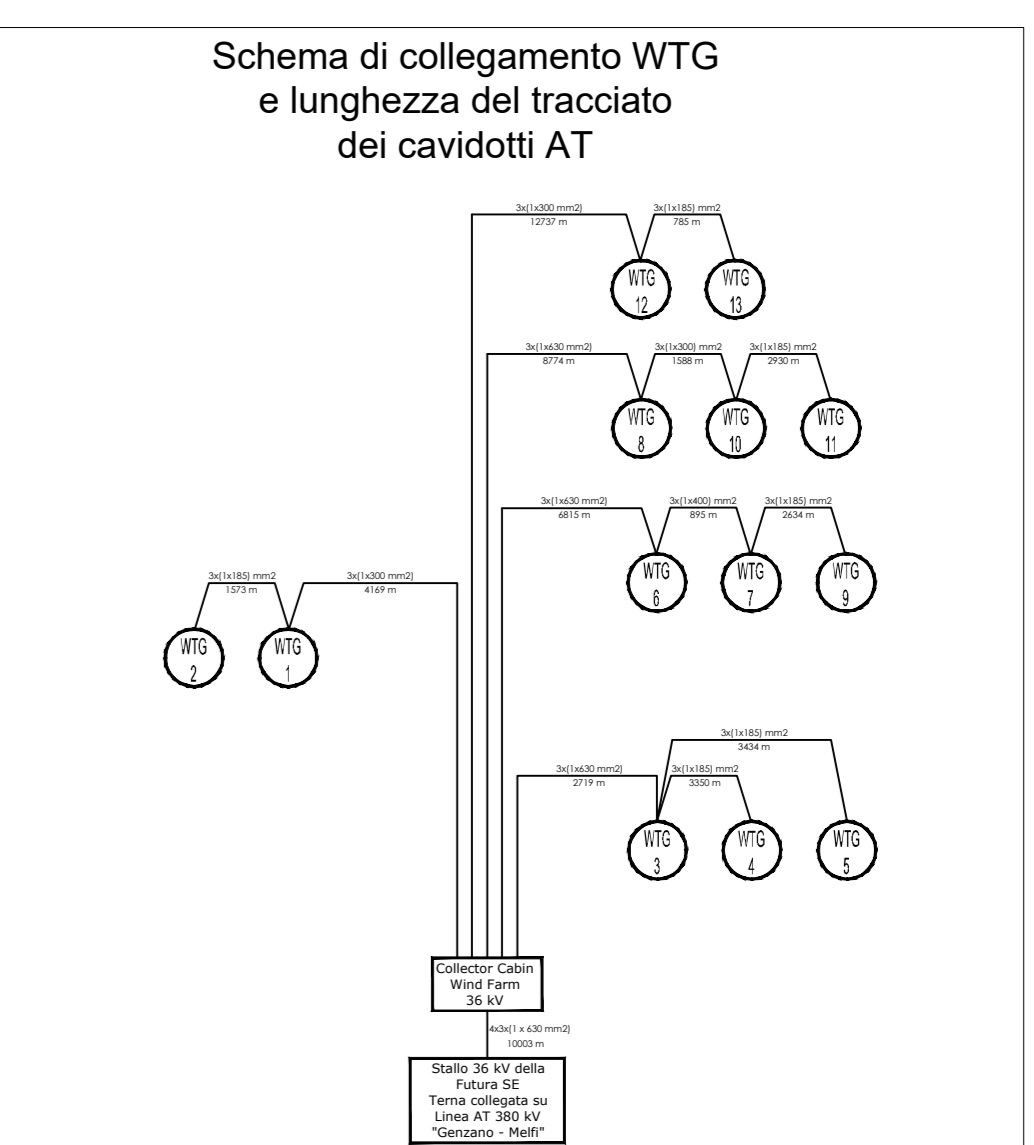 Schema di collegamento WTG
e lunghezza del tracciato
dei cavidotti AT
3x(1x300 mm2)
12737 m
3x(1x185) mm2
785 m
WTG
12
WTG
13
3x(1x630 mm2)
8774 m
3x(1x300) mm2
1588 m
3x(1x185) mm2
2930 m
WTG
8
WTG
10
WTG
11
3x(1x630 mm2)
6815 m
3x(1x400) mm2
895 m
3x(1x185) mm2
2634 m
WTG
6
WTG
7
WTG
9
3x(1x185) mm2
1573 m
3x(1x300 mm2)
4169 m
WTG
2
WTG
1
3x(1x185) mm2
3434 m
3x(1x630 mm2)
2719 m
3x(1x185) mm2
3350 m
WTG
3
WTG
4
WTG
5
Collector Cabin
Wind Farm
36 kV
4x3x(1 x 630 mm2)
10003 m
Stallo 36 kV della
Futura SE
Terna collegata su
Linea AT 380 kV
"Genzano - Melfi"